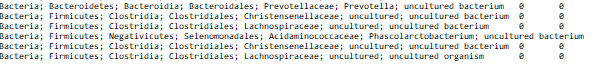 Bacteria; Bacteroidetes; Bacteroidia; Bacteroidales; Prevotellaceae; Prevotella; uncultured bacterium 0 0
Bacteria; Firmicutes; Clostridia; Clostridiales; Christensenellaceae; uncultured; uncultured bacterium 0 0
Bacteria; Firmicutes; Clostridia; Clostridiales; Lachnospiraceae; uncultured; uncultured bacterium 0 0
Bacteria; Firmicutes; Negativicutes; Selenomonadales; Acidaminococcaceae; Phascolarctobacterium; uncultured bacterium
Bacteria; Firmicutes; Clostridia; Clostridiales; Christensenellaceae; uncultured; uncultured bacterium 0 0
Bacteria; Firmicutes; Clostridia; Clostridiales; Lachnospiraceae; uncultured; uncultured organism 0 0